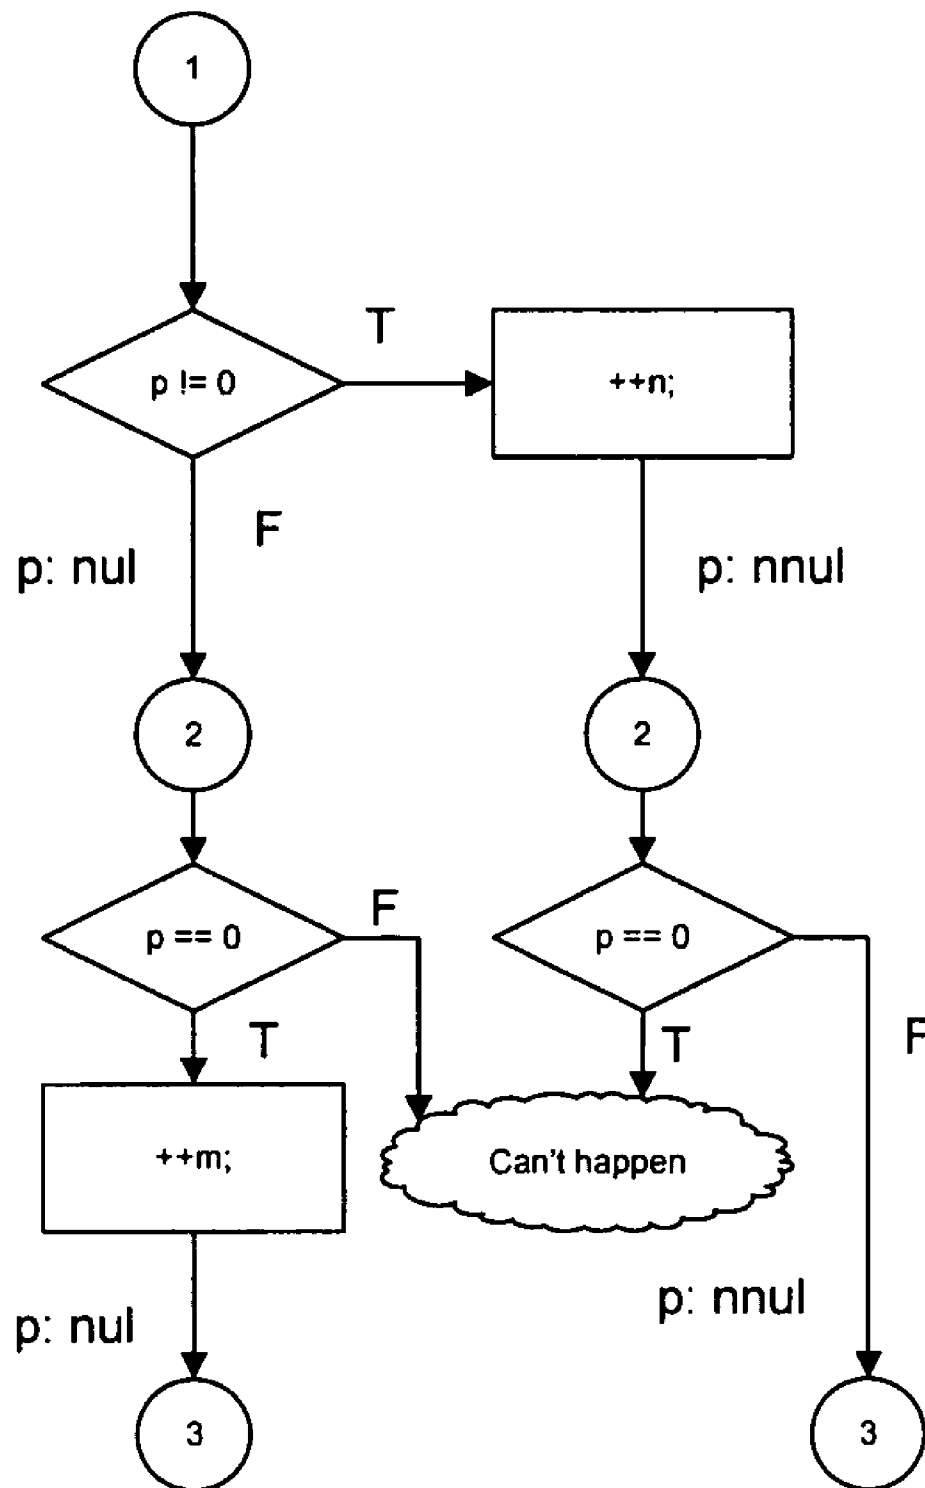 1
T
p != 0
++n;
F
p: nul
p: nnul
2
2
F
p == 0
p == 0
T
T
F
++m;
Can't happen
p: nul
p: nnul
3
3